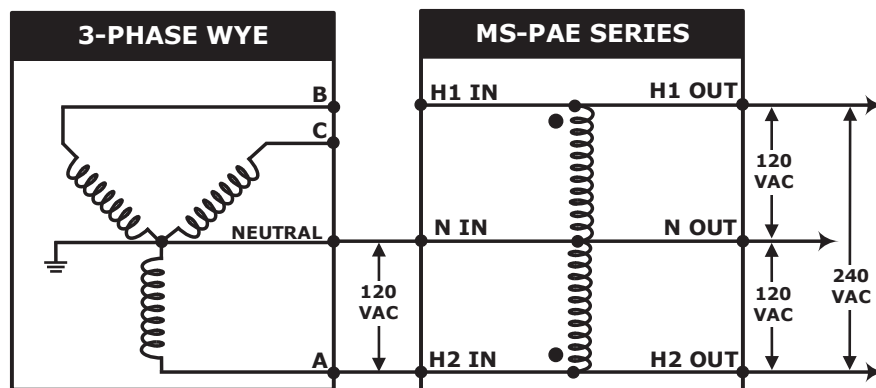 3-PHASE WYE
MS-PAE SERIES
B
C
NEUTRAL
A
120
VAC
H1 IN
H1 OUT
N IN
N OUT
H2 IN
H2 OUT
120
VAC
120
VAC
240
VAC